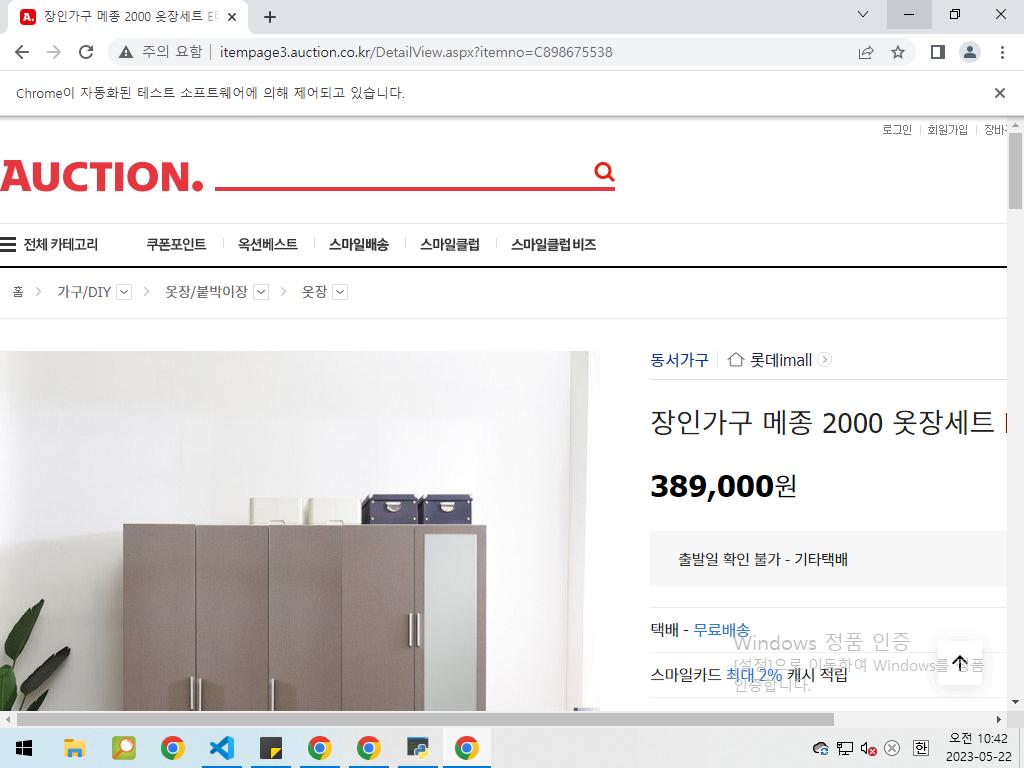 장인가구 메종 2000 옷장세트
주의 요함
itempage3.auction.co.kr/DetailView.aspx?itemno=C898675538
Chrome이 자동화된 테스트 소프트웨어에 의해 제어되고 있습니다.
로그인 회원가입
AUCTION.
전체 카테고리 쿠폰포인트 옥션베스트 스마일배송 스마일클럽 스마일클럽 비즈
홈 가구/DIY 옷장/붙박이장 옷장
동서가구 롯데imall
장인가구 메종 2000 옷장세트
389,000원
출발일 확인 불가 - 기타택배
택배 - 무료배송
Windows 정품 인증
[설정]으로 이동하여 Windows를 정품
인증합니다.
스마일카드 최대 2% 캐시 적립
한
오전 10:42
2023-05-22